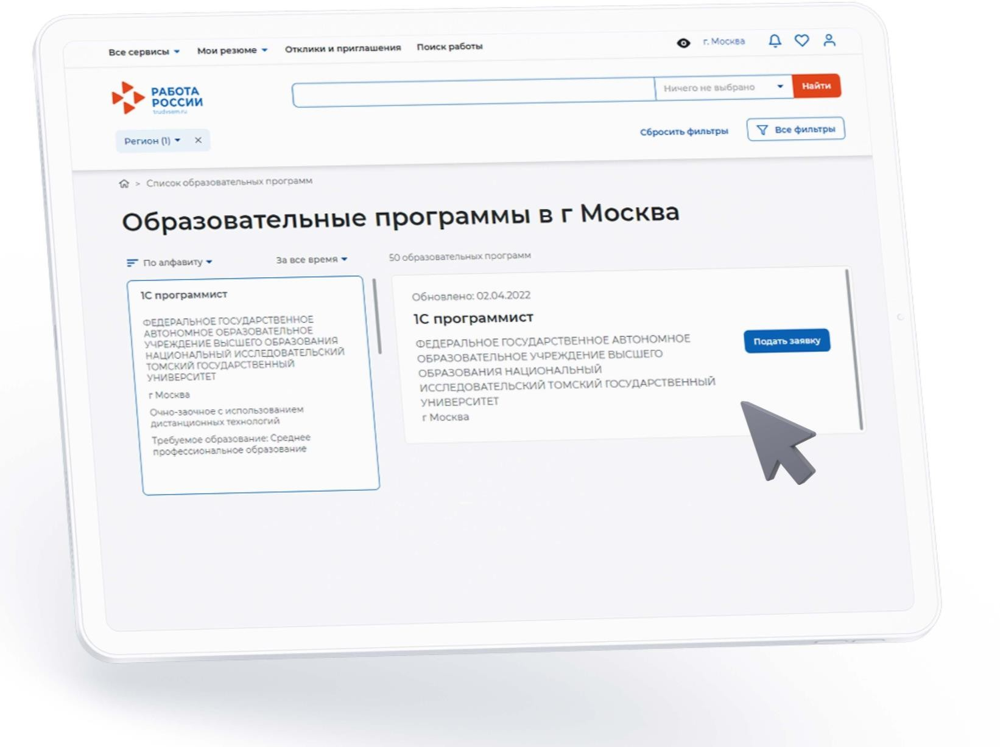 Все сервисы Мои резюме Отклики и приглашения Поиск работы г. Москва
РАБОТА
РОССИИ
trudvsem.ru
Ничего не выбрано Найти
Регион (1) × Сбросить фильтры Все фильтры
> Список образовательных программ
Образовательные программы в г Москва
По алфавиту За все время 50 образовательных программ
1С программист
ФЕДЕРАЛЬНОЕ ГОСУДАРСТВЕННОЕ
АВТОНОМНОЕ ОБРАЗОВАТЕЛЬНОЕ
УЧРЕЖДЕНИЕ ВЫСШЕГО ОБРАЗОВАНИЯ
НАЦИОНАЛЬНЫЙ ИССЛЕДОВАТЕЛЬСКИЙ
ТОМСКИЙ ГОСУДАРСТВЕННЫЙ
УНИВЕРСИТЕТ
г Москва
Очно-заочное с использованием
дистанционных технологий
Требуемое образование: Среднее
профессиональное образование
Обновлено: 02.04.2022
1С программист
ФЕДЕРАЛЬНОЕ ГОСУДАРСТВЕННОЕ АВТОНОМНОЕ
ОБРАЗОВАТЕЛЬНОЕ УЧРЕЖДЕНИЕ ВЫСШЕГО
ОБРАЗОВАНИЯ НАЦИОНАЛЬНЫЙ
ИССЛЕДОВАТЕЛЬСКИЙ ТОМСКИЙ ГОСУДАРСТВЕННЫЙ
УНИВЕРСИТЕТ
г Москва
Подать заявку